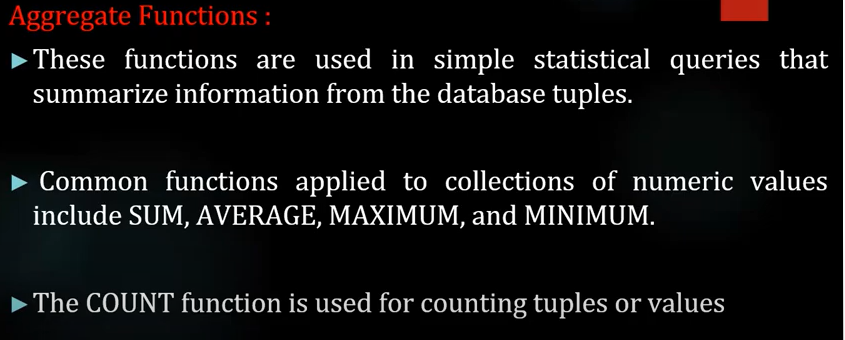 Aggregate Functions :
►These functions are used in simple statistical queries that
summarize information from the database tuples.
► Common functions applied to collections of numeric values
include SUM, AVERAGE, MAXIMUM, and MINIMUM.
►The COUNT function is used for counting tuples or values